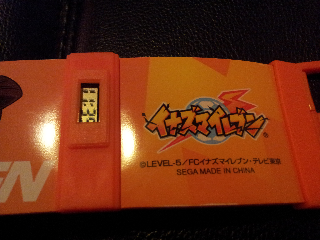 イナズマイレブン
©LEVEL-5/FCイナズマイレブン・テレビ東京
SEGA MADE IN CHINA
EN